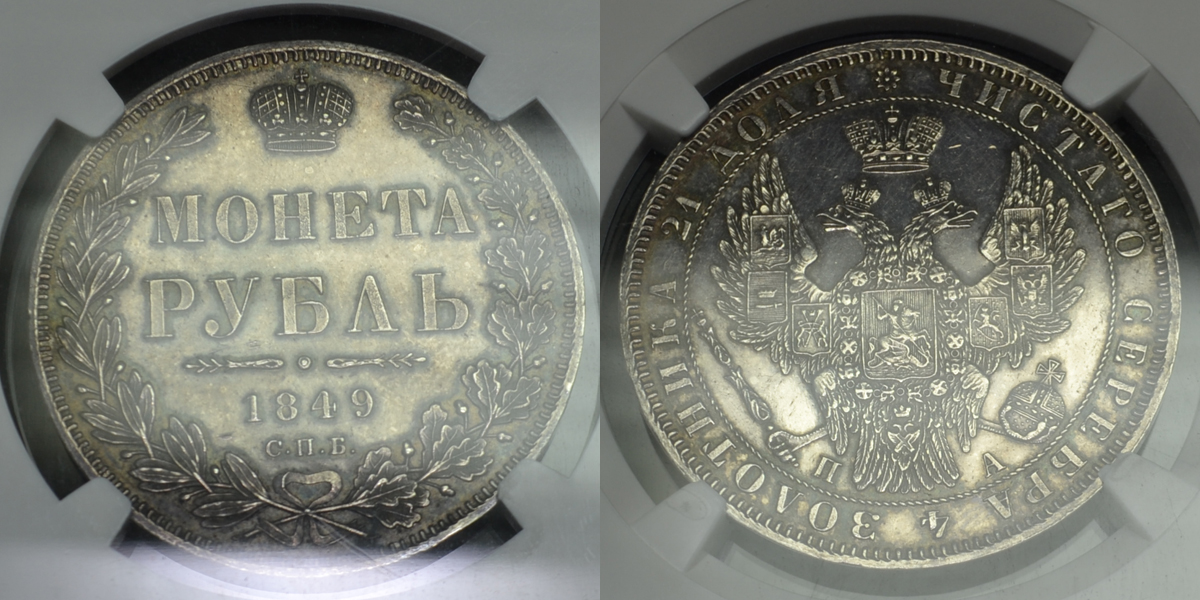 МОНЕТА
РУБЛЬ
1849
С.П.Б.
ЧИСТАГО СЕРЕБРА 4 ЗОЛОТНИКА 21 ДОЛЯ
П А